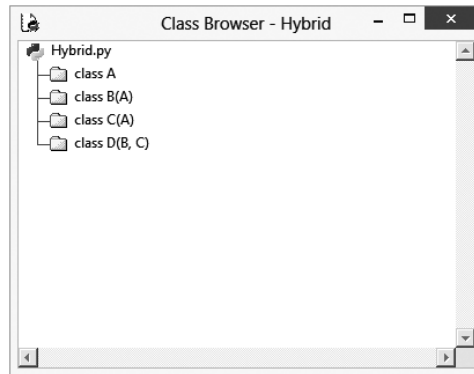 Class Browser - Hybrid
Hybrid.py
class A
class B(A)
class C(A)
class D(B, C)